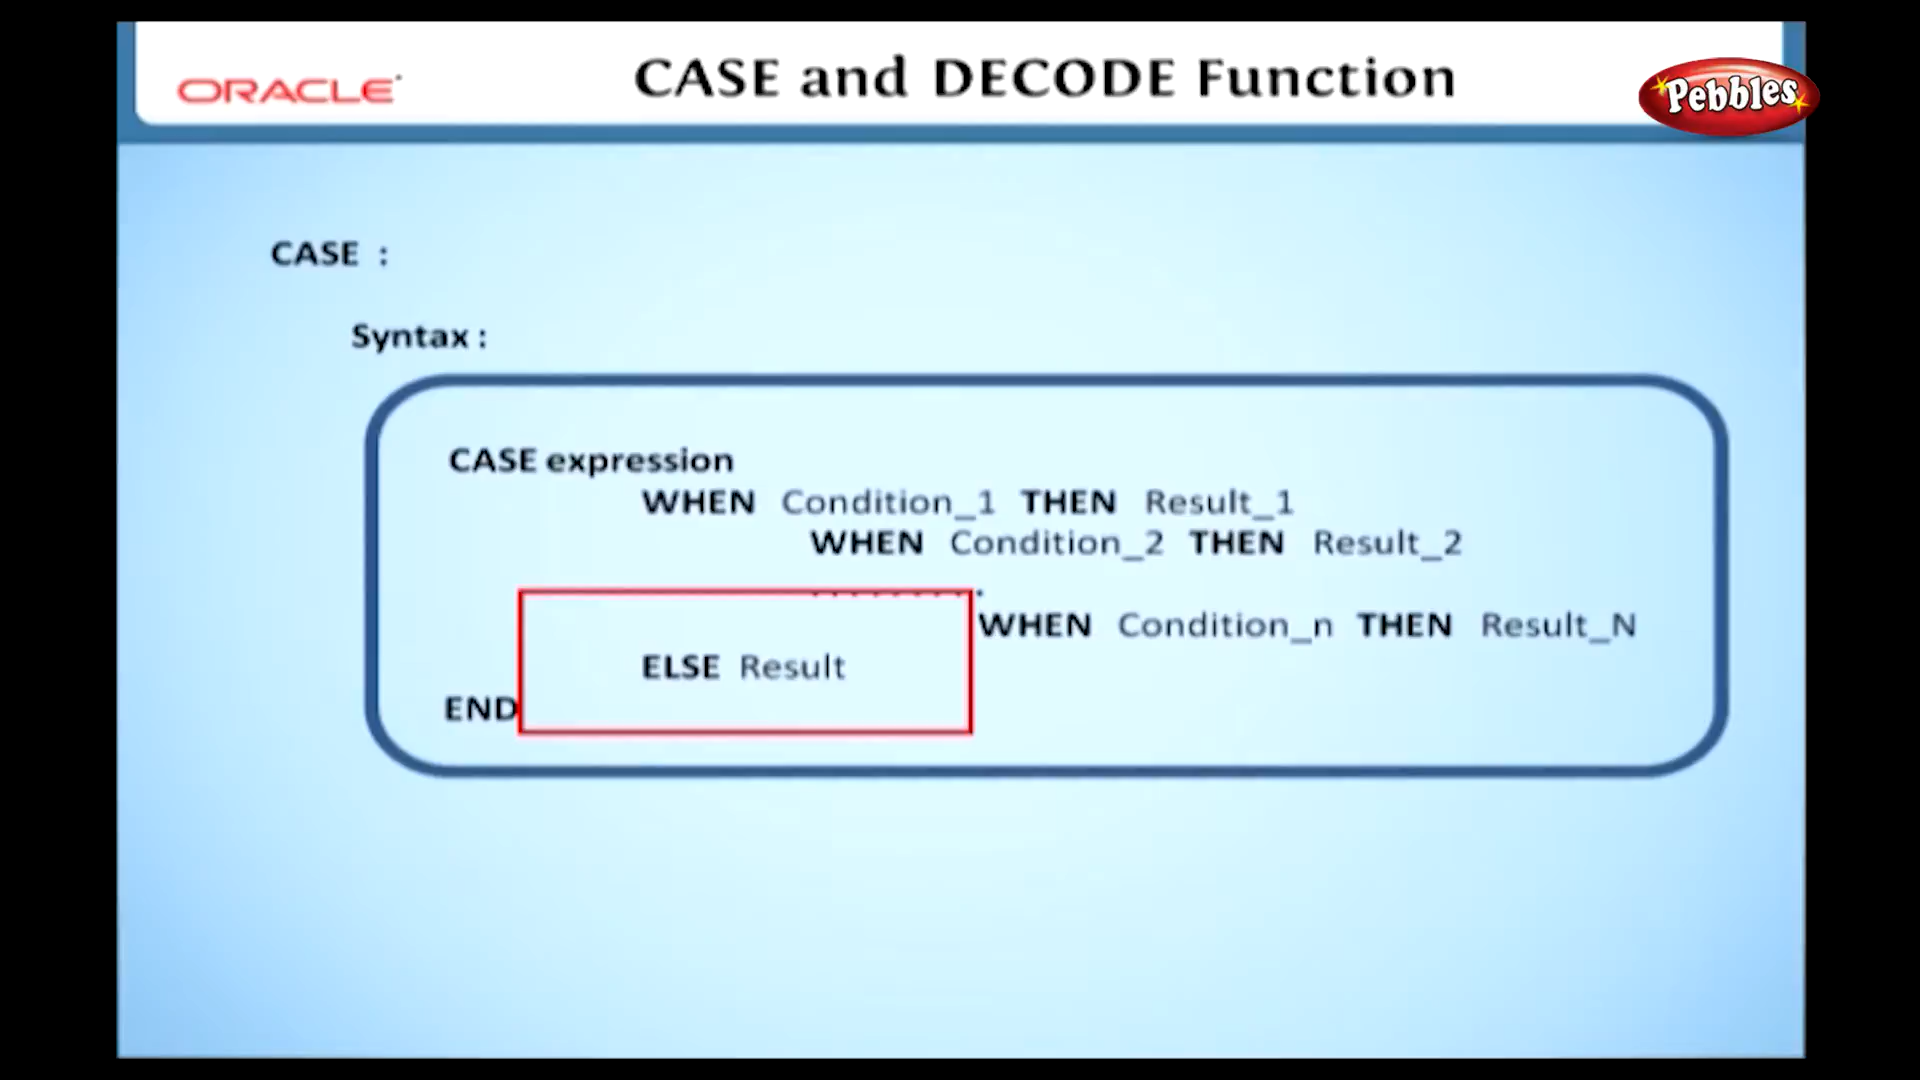 ORACLE
CASE and DECODE Function
Pebbles
CASE :
Syntax :
CASE expression
WHEN Condition_1 THEN Result_1
WHEN Condition_2 THEN Result_2
..........
WHEN Condition_n THEN Result_N
ELSE Result
END